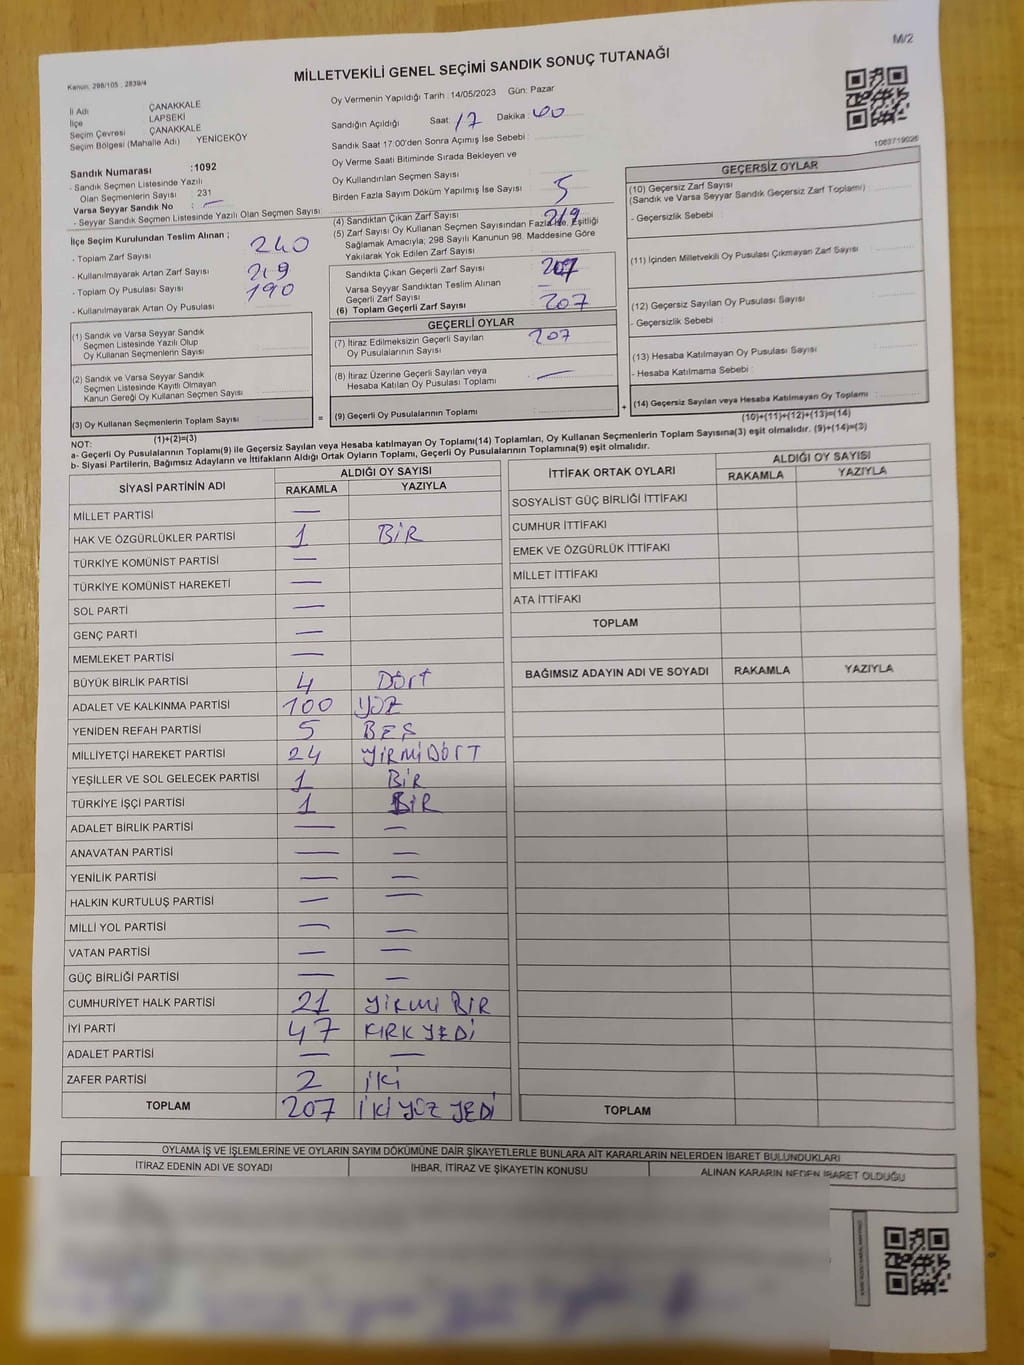 M/2
Kanun: 298/105 , 2839/4
MİLLETVEKİLİ GENEL SEÇİMİ SANDIK SONUÇ TUTANAĞI
İl Adı ÇANAKKALE
İlçe LAPSEKİ
Seçim Çevresi ÇANAKKALE
Seçim Bölgesi (Mahalle Adı) YENİCEKÖY
Oy Vermenin Yapıldığı Tarih : 14/05/2023 Gün: Pazar
Sandığın Açıldığı Saat: 17 Dakika: 00
Sandık Saat 17:00'den Sonra Açımış İse Sebebi :
Oy Verme Saati Bitiminde Sırada Bekleyen ve
Oy Kullandırılan Seçmen Sayısı
Birden Fazla Sayım Döküm Yapılmış İse Sayısı 5
1063719026
Sandık Numarası :1092
- Sandık Seçmen Listesinde Yazılı
Olan Seçmenlerin Sayısı : 231
Varsa Seyyar Sandık No : —
- Seyyar Sandık Seçmen Listesinde Yazılı Olan Seçmen Sayısı :
İlçe Seçim Kurulundan Teslim Alınan ;
- Toplam Zarf Sayısı 240
- Kullanılmayarak Artan Zarf Sayısı
- Toplam Oy Pusulası Sayısı 190
- Kullanılmayarak Artan Oy Pusulası
(1) Sandık ve Varsa Seyyar Sandık
Seçmen Listesinde Yazılı Olup
Oy Kullanan Seçmenlerin Sayısı
(2) Sandık ve Varsa Seyyar Sandık
Seçmen Listesinde Kayıtlı Olmayan
Kanun Gereği Oy Kullanan Seçmen Sayısı
(3) Oy Kullanan Seçmenlerin Toplam Sayısı
(1)+(2)=(3)
(4) Sandıktan Çıkan Zarf Sayısı
(5) Zarf Sayısı Oy Kullanan Seçmen Sayısından Fazla İse, Eşitliği
Sağlamak Amacıyla; 298 Sayılı Kanunun 98. Maddesine Göre
Yakılarak Yok Edilen Zarf Sayısı
Sandıkta Çıkan Geçerli Zarf Sayısı 207
Varsa Seyyar Sandıktan Teslim Alınan
Geçerli Zarf Sayısı —
(6) Toplam Geçerli Zarf Sayısı 207
GEÇERLİ OYLAR
(7) İtiraz Edilmeksizin Geçerli Sayılan
Oy Pusulalarının Sayısı 207
(8) İtiraz Üzerine Geçerli Sayılan veya
Hesaba Katılan Oy Pusulası Toplamı —
= (9) Geçerli Oy Pusulalarının Toplamı +
GEÇERSİZ OYLAR
(10) Geçersiz Zarf Sayısı
(Sandık ve Varsa Seyyar Sandık Geçersiz Zarf Toplamı)
- Geçersizlik Sebebi :
(11) İçinden Milletvekili Oy Pusulası Çıkmayan Zarf Sayısı
(12) Geçersiz Sayılan Oy Pusulası Sayısı
- Geçersizlik Sebebi :
(13) Hesaba Katılmayan Oy Pusulası Sayısı
- Hesaba Katılmama Sebebi :
(14) Geçersiz Sayılan veya Hesaba Katılmayan Oy Toplamı
(10)+(11)+(12)+(13)=(14)
NOT:
a- Geçerli Oy Pusulalarının Toplamı(9) ile Geçersiz Sayılan veya Hesaba katılmayan Oy Toplamı(14) Toplamları, Oy Kullanan Seçmenlerin Toplam Sayısına(3) eşit olmalıdır. (9)+(14)=(3)
b- Siyasi Partilerin, Bağımsız Adayların ve İttifakların Aldığı Ortak Oyların Toplamı, Geçerli Oy Pusulalarının Toplamına(9) eşit olmalıdır.
SİYASİ PARTİNİN ADI ALDIĞI OY SAYISI
RAKAMLA YAZIYLA
MİLLET PARTİSİ —
HAK VE ÖZGÜRLÜKLER PARTİSİ 1 BİR
TÜRKİYE KOMÜNİST PARTİSİ —
TÜRKİYE KOMÜNİST HAREKETİ —
SOL PARTİ —
GENÇ PARTİ —
MEMLEKET PARTİSİ —
BÜYÜK BİRLİK PARTİSİ 4 Dört
ADALET VE KALKINMA PARTİSİ 100 YÜZ
YENİDEN REFAH PARTİSİ 5 BEŞ
MİLLİYETÇİ HAREKET PARTİSİ 24 YİRMİDÖRT
YEŞİLLER VE SOL GELECEK PARTİSİ 1 BİR
TÜRKİYE İŞÇİ PARTİSİ 1 BİR
ADALET BİRLİK PARTİSİ — —
ANAVATAN PARTİSİ — —
YENİLİK PARTİSİ — —
HALKIN KURTULUŞ PARTİSİ — —
MİLLİ YOL PARTİSİ — —
VATAN PARTİSİ — —
GÜÇ BİRLİĞİ PARTİSİ — —
CUMHURİYET HALK PARTİSİ 21 YİRMİ BİR
İYİ PARTİ 47 KIRK YEDİ
ADALET PARTİSİ — —
ZAFER PARTİSİ 2 İKİ
TOPLAM 207 İKİ YÜZ YEDİ
İTTİFAK ORTAK OYLARI ALDIĞI OY SAYISI
RAKAMLA YAZIYLA
SOSYALİST GÜÇ BİRLİĞİ İTTİFAKI
CUMHUR İTTİFAKI
EMEK VE ÖZGÜRLÜK İTTİFAKI
MİLLET İTTİFAKI
ATA İTTİFAKI
TOPLAM
BAĞIMSIZ ADAYIN ADI VE SOYADI RAKAMLA YAZIYLA
TOPLAM
OYLAMA İŞ VE İŞLEMLERİNE VE OYLARIN SAYIM DÖKÜMÜNE DAİR ŞİKAYETLERLE BUNLARA AİT KARARLARIN NELERDEN İBARET BULUNDUKLARI
İTİRAZ EDENİN ADI VE SOYADI İHBAR, İTİRAZ VE ŞİKAYETİN KONUSU ALINAN KARARIN NEDEN İBARET OLDUĞU